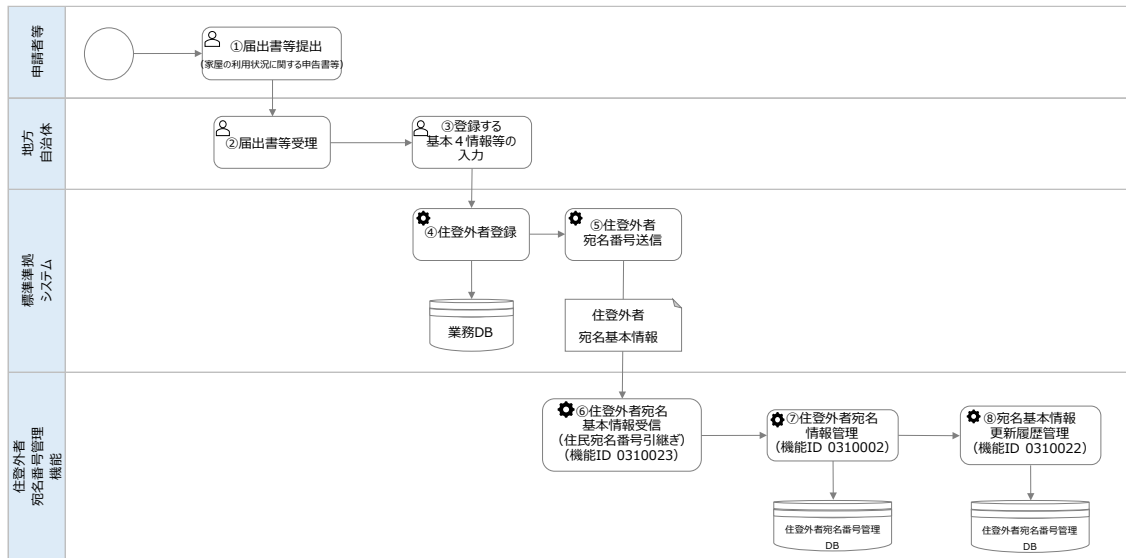 申請者等
①届出書等提出
(家屋の利用状況に関する申告書等)
地方
自治体
②届出書等受理
③登録する
基本４情報等の
入力
標準準拠
システム
④住登外者登録
⑤住登外者
宛名番号送信
業務DB
住登外者
宛名基本情報
住登外者
宛名番号管理
機能
⑥住登外者宛名
基本情報受信
（住民宛名番号引継ぎ）
（機能ID 0310023）
⑦住登外者宛名
情報管理
（機能ID 0310002）
⑧宛名基本情報
更新履歴管理
（機能ID 0310022）
住登外者宛名番号管理
DB
住登外者宛名番号管理
DB